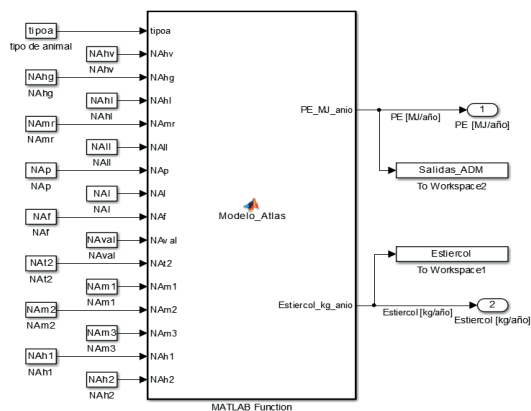 tipoa
tipo de animal
tipoa
NAhv
NAhv
NAhv
NAhg
NAhg
NAhg
NAhl
NAhl
NAhl
NAmr
NAmr
NAmr
NAll
NAll
NAll
NAp
NAp
NAp
NAl
NAl
NAl
NAf
NAf
NAf
NAval
NAval
NAval
NAt2
NAt2
NAt2
NAm1
NAm1
NAm1
NAm2
NAm2
NAm2
NAm3
NAm3
NAm3
NAh1
NAh1
NAh1
NAh2
NAh2
NAh2
Modelo_Atlas
MATLAB Function
PE_MJ_anio
PE [MJ/año]
1
PE [MJ/año]
Salidas_ADM
To Workspace2
Estiercol
To Workspace1
Estiercol_kg_anio
Estiercol [kg/año]
2
Estiercol [kg/año]